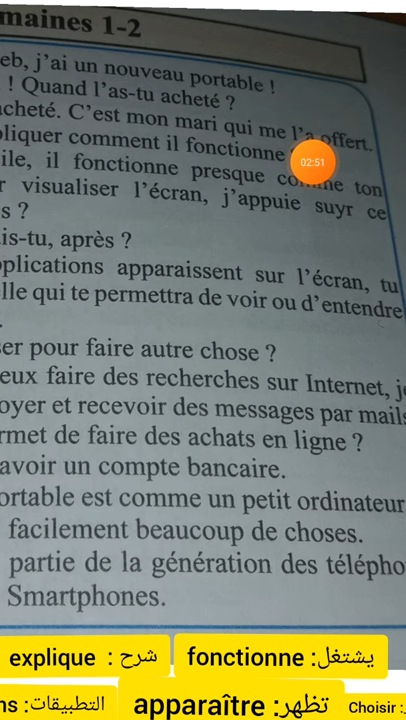 maines 1-2
eb, j'ai un nouveau portable !
! Quand l'as-tu acheté ?
acheté. C'est mon mari qui me l'a offert.
pliquer comment il fonctionne
02:51
ile, il fonctionne presque comme ton
r visualiser l'écran, j'appuie suyr ce
s ?
is-tu, après ?
pplications apparaissent sur l'écran, tu
lle qui te permettra de voir ou d'entendre
.
ser pour faire autre chose ?
eux faire des recherches sur Internet, je
oyer et recevoir des messages par mails
rmet de faire des achats en ligne ?
avoir un compte bancaire.
ortable est comme un petit ordinateur
facilement beaucoup de choses.
partie de la génération des télépho
Smartphones.
explique : شرح fonctionne :يشتغل
ns :التطبيقات apparaître :تظهر Choisir :